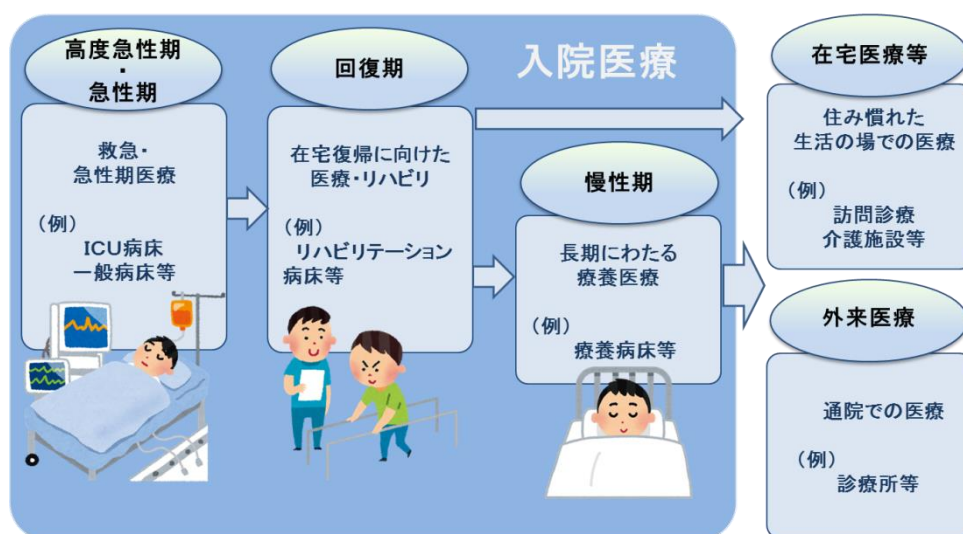 入院医療
高度急性期
・
急性期
救急・
急性期医療
（例）
ICU病床
一般病床等
回復期
在宅復帰に向けた
医療・リハビリ
（例）
リハビリテーション
病床等
慢性期
長期にわたる
療養医療
（例）
療養病床等
在宅医療等
住み慣れた
生活の場での医療
（例）
訪問診療
介護施設等
外来医療
通院での医療
（例）
診療所等